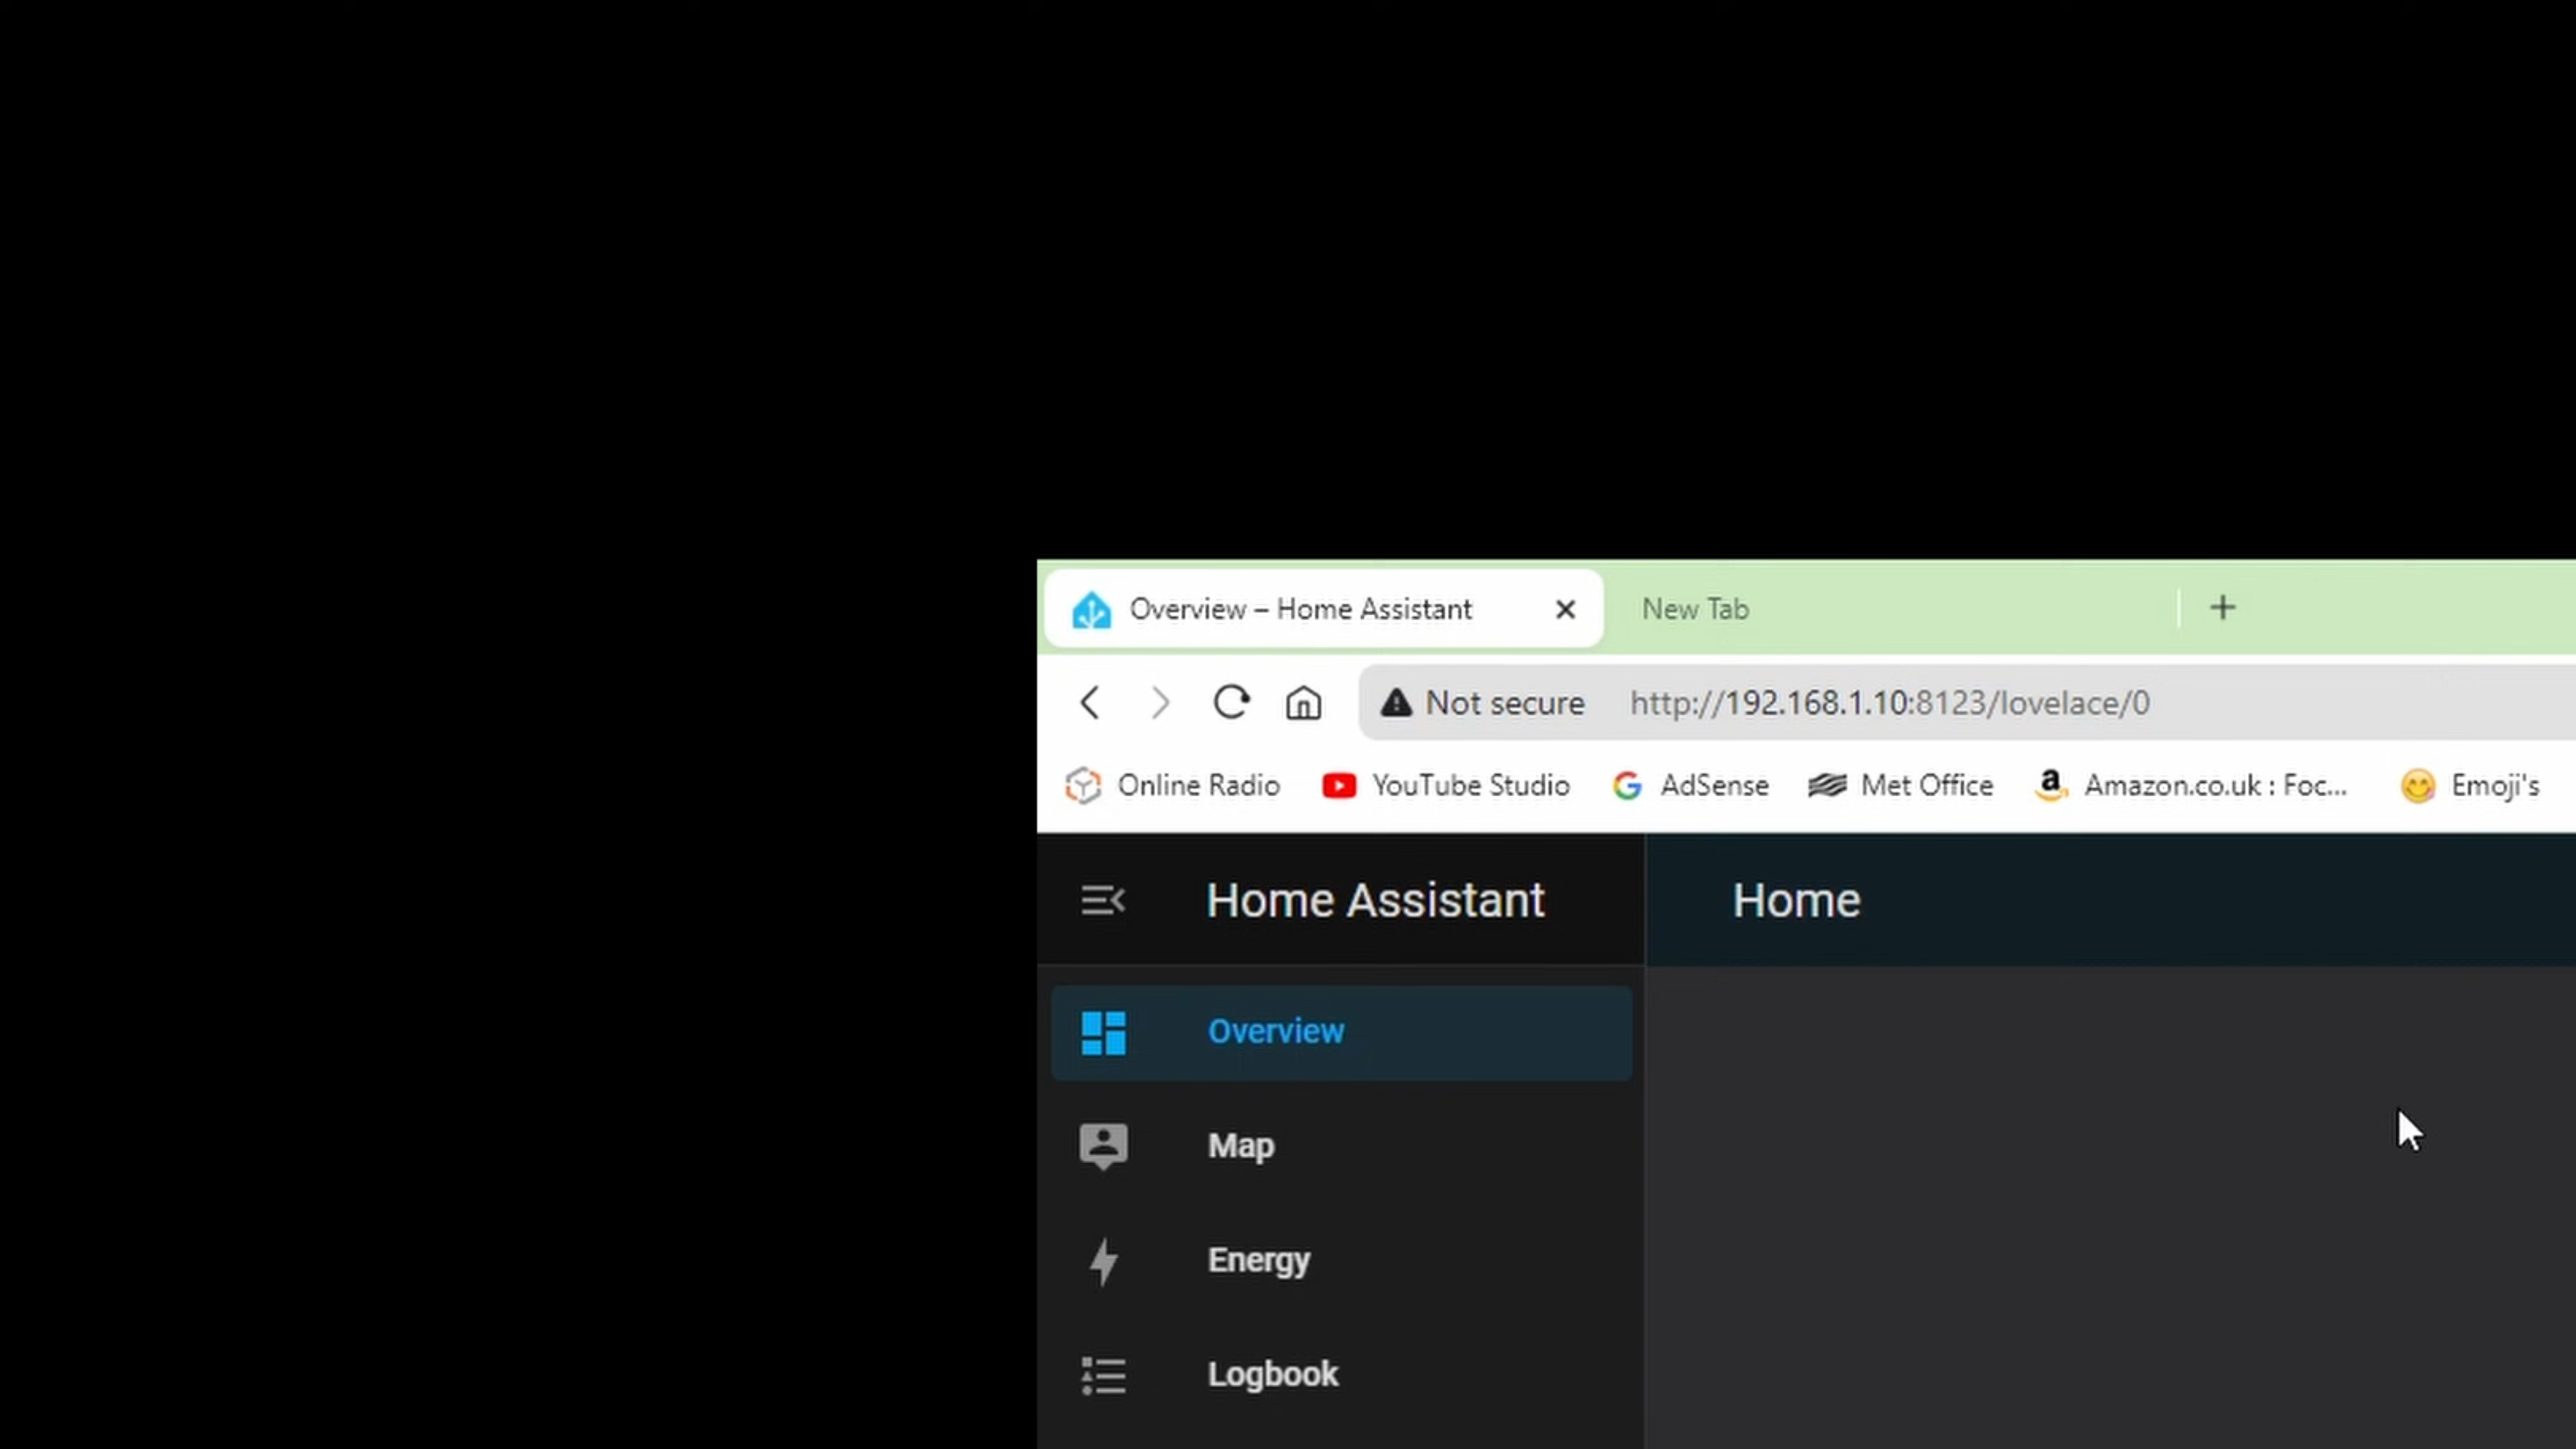 Overview – Home Assistant New Tab
Not secure http://192.168.1.10:8123/lovelace/0
Online Radio YouTube Studio AdSense Met Office Amazon.co.uk : Foc... Emoji's
Home Assistant Home
Overview
Map
Energy
Logbook